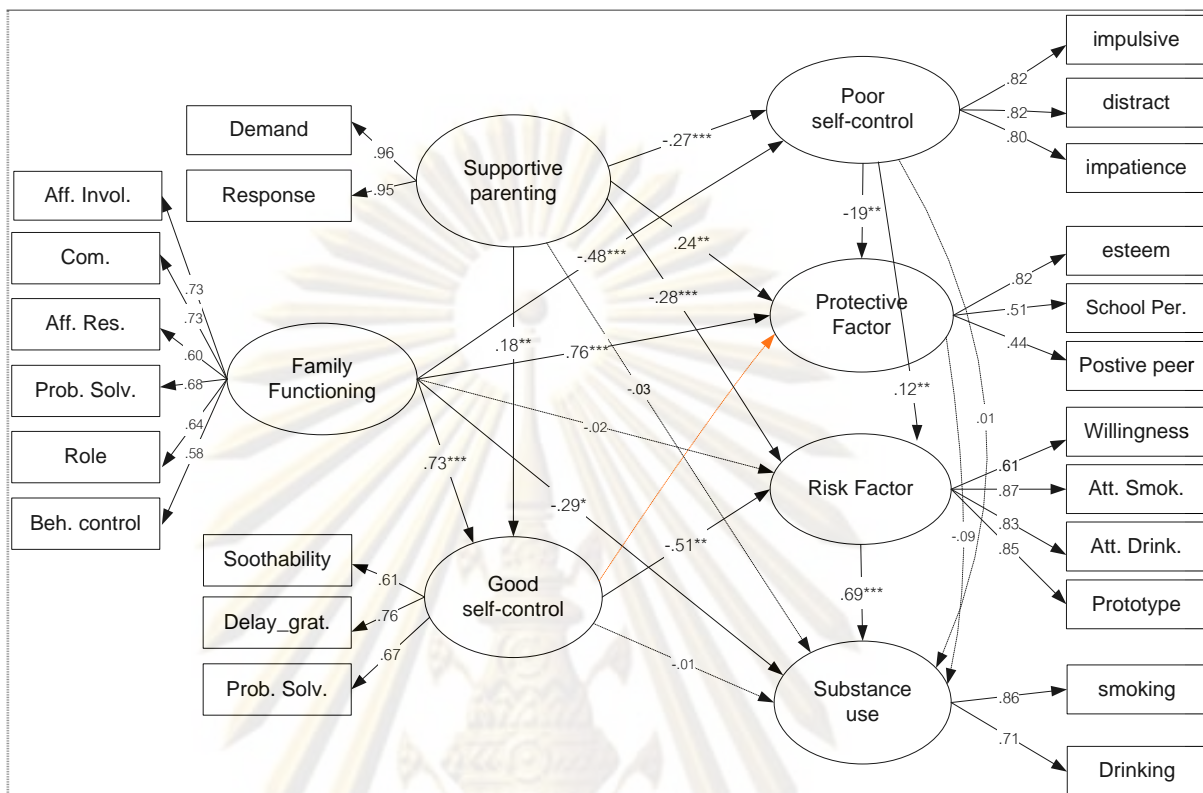 impulsive
distract
impatience
.82
.82
.80
Poor
self-control
Demand
Response
.96
.95
Supportive
parenting
-.27***
Aff. Invol.
Com.
Aff. Res.
Prob. Solv.
Role
Beh. control
.73
.73
.60
.68
.64
.58
Family
Functioning
-.48***
.24**
-.28***
.18**
-.03
.76***
-.02
.73***
-.29*
-19**
.12**
.01
Protective
Factor
.82
.51
.44
esteem
School Per.
Postive peer
Risk Factor
.61
.87
.83
.85
Willingness
Att. Smok.
Att. Drink.
Prototype
-.09
-.51**
.69***
Soothability
Delay_grat.
Prob. Solv.
.61
.76
.67
Good
self-control
-.01
Substance
use
.86
.71
smoking
Drinking